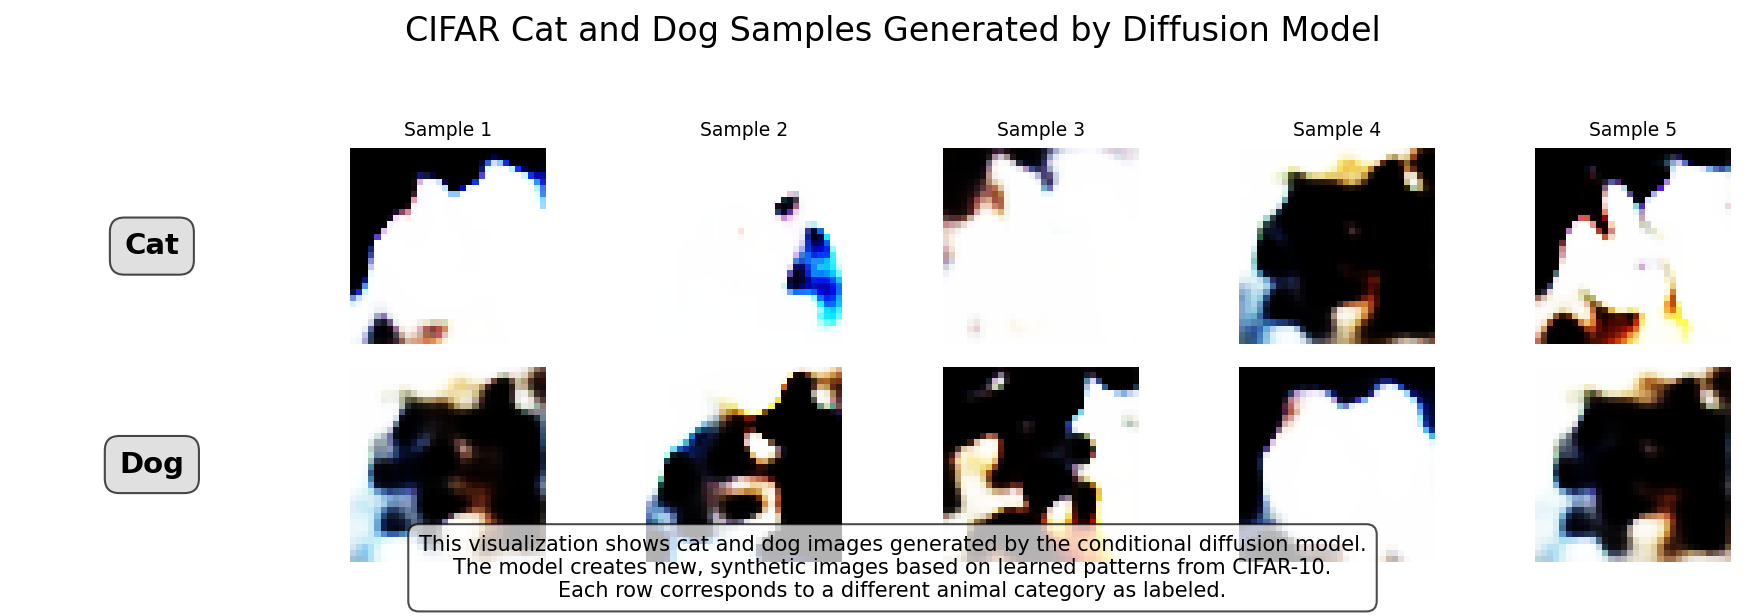 CIFAR Cat and Dog Samples Generated by Diffusion Model
Sample 1
Sample 2
Sample 3
Sample 4
Sample 5
Cat
Dog
This visualization shows cat and dog images generated by the conditional diffusion model.
The model creates new, synthetic images based on learned patterns from CIFAR-10.
Each row corresponds to a different animal category as labeled.